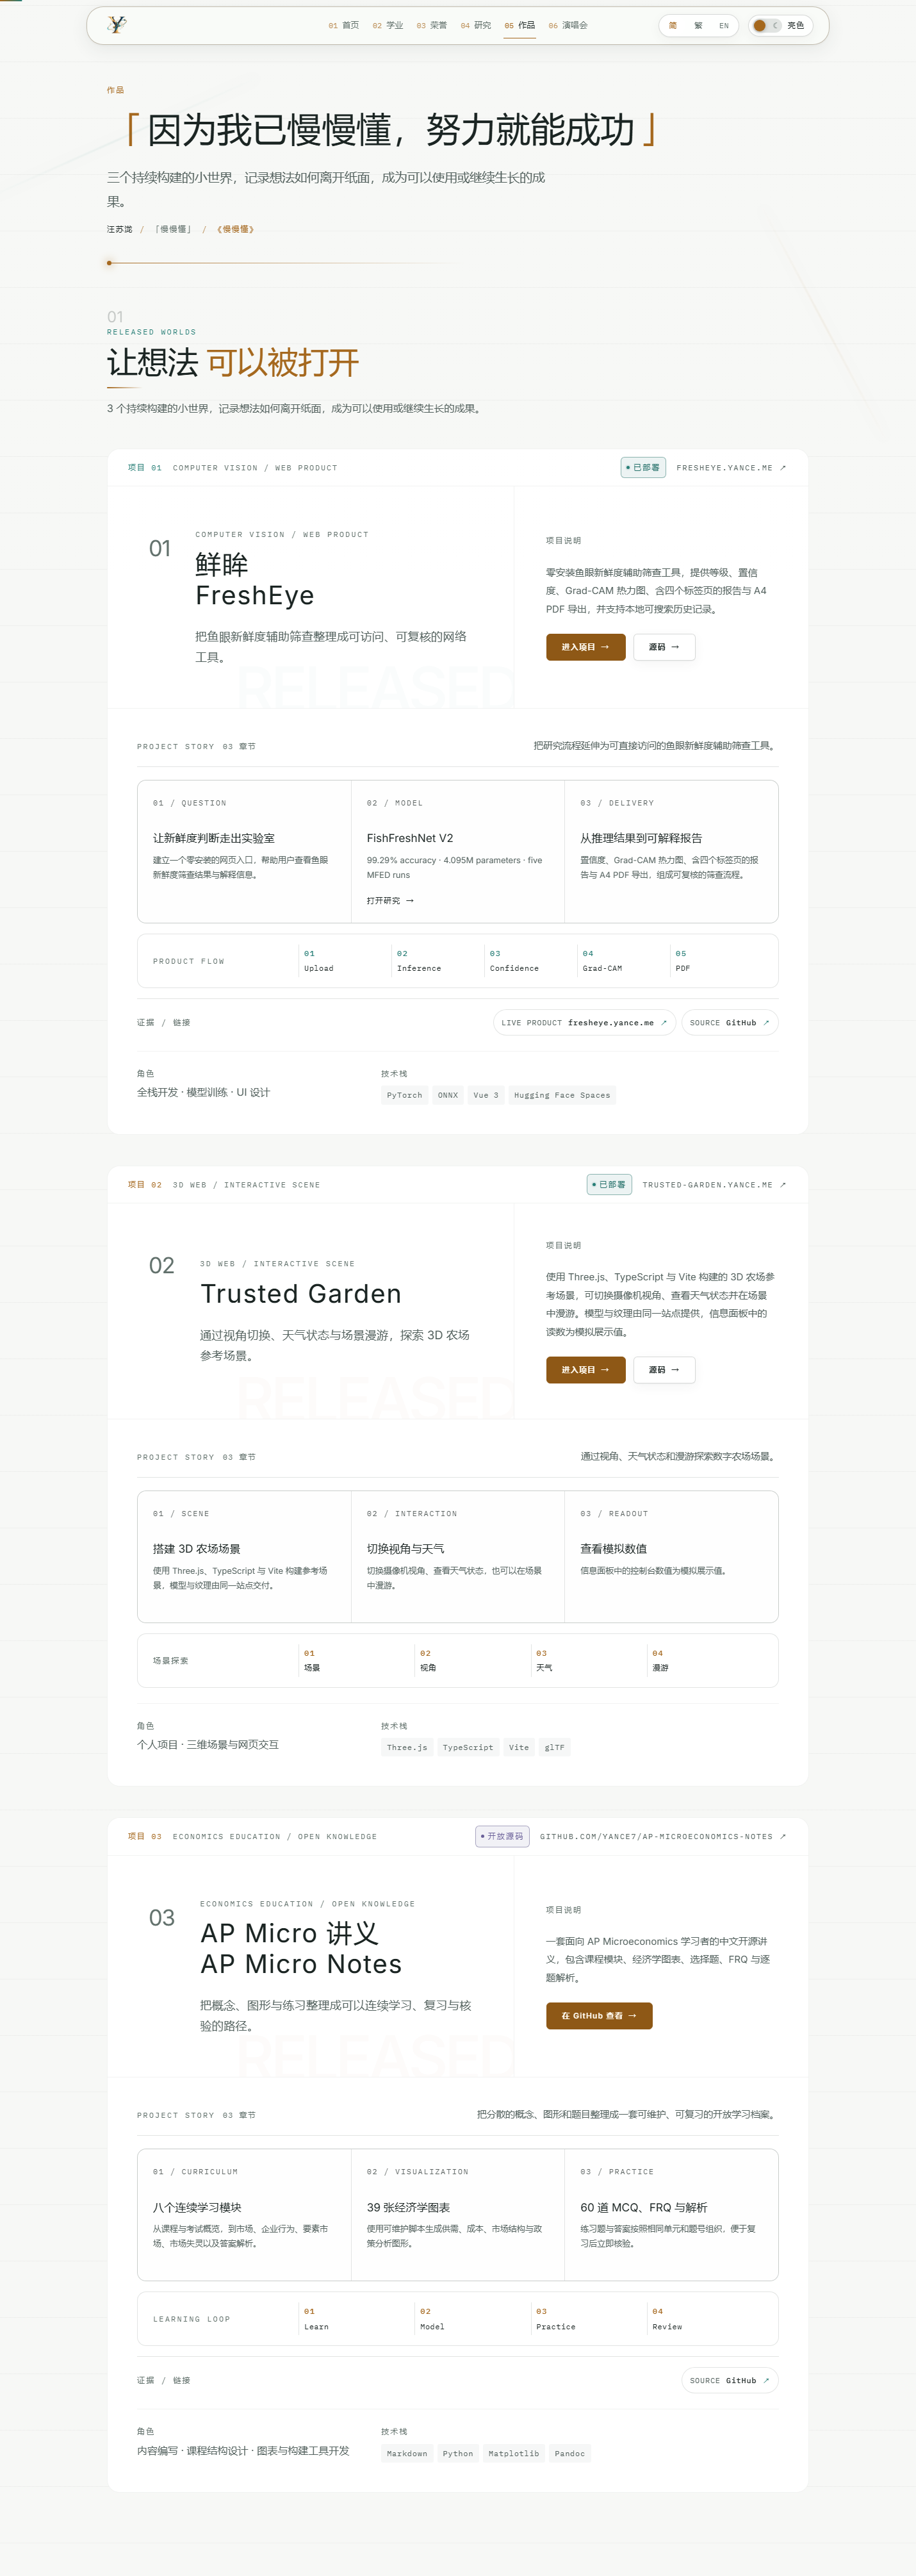 01 首页 02 学业 03 荣誉 04 研究 05 作品 06 演唱会 简 繁 EN 亮色
作品
「因为我已慢慢懂，努力就能成功」
三个持续构建的小世界，记录想法如何离开纸面，成为可以使用或继续生长的成
果。
汪苏泷 / 「慢慢懂」 / 《慢慢懂》
01
RELEASED WORLDS
让想法 可以被打开
3 个持续构建的小世界，记录想法如何离开纸面，成为可以使用或继续生长的成果。
项目 01 COMPUTER VISION / WEB PRODUCT 已部署 FRESHEYE.YANCE.ME ↗
01
COMPUTER VISION / WEB PRODUCT
鲜眸
FreshEye
把鱼眼新鲜度辅助筛查整理成可访问、可复核的网络
工具。
RELEASED
项目说明
零安装鱼眼新鲜度辅助筛查工具，提供等级、置信
度、Grad-CAM 热力图、含四个标签页的报告与 A4
PDF 导出，并支持本地可搜索历史记录。
进入项目 → 源码 →
PROJECT STORY 03 章节 把研究流程延伸为可直接访问的鱼眼新鲜度辅助筛查工具。
01 / QUESTION
让新鲜度判断走出实验室
建立一个零安装的网页入口，帮助用户查看鱼眼
新鲜度筛查结果与解释信息。
02 / MODEL
FishFreshNet V2
99.29% accuracy · 4.095M parameters · five
MFED runs
打开研究 →
03 / DELIVERY
从推理结果到可解释报告
置信度、Grad-CAM 热力图、含四个标签页的报
告与 A4 PDF 导出，组成可复核的筛查流程。
PRODUCT FLOW
01
Upload
02
Inference
03
Confidence
04
Grad-CAM
05
PDF
证据 / 链接 LIVE PRODUCT fresheye.yance.me ↗ SOURCE GitHub ↗
角色
全栈开发 · 模型训练 · UI 设计
技术栈
PyTorch ONNX Vue 3 Hugging Face Spaces
项目 02 3D WEB / INTERACTIVE SCENE 已部署 TRUSTED-GARDEN.YANCE.ME ↗
02
3D WEB / INTERACTIVE SCENE
Trusted Garden
通过视角切换、天气状态与场景漫游，探索 3D 农场
参考场景。
RELEASED
项目说明
使用 Three.js、TypeScript 与 Vite 构建的 3D 农场参
考场景，可切换摄像机视角、查看天气状态并在场景
中漫游。模型与纹理由同一站点提供，信息面板中的
读数为模拟展示值。
进入项目 → 源码 →
PROJECT STORY 03 章节 通过视角、天气状态和漫游探索数字农场场景。
01 / SCENE
搭建 3D 农场场景
使用 Three.js、TypeScript 与 Vite 构建参考场
景，模型与纹理由同一站点交付。
02 / INTERACTION
切换视角与天气
切换摄像机视角、查看天气状态，也可以在场景
中漫游。
03 / READOUT
查看模拟数值
信息面板中的控制台数值为模拟展示值。
场景探索
01
场景
02
视角
03
天气
04
漫游
角色
个人项目 · 三维场景与网页交互
技术栈
Three.js TypeScript Vite glTF
项目 03 ECONOMICS EDUCATION / OPEN KNOWLEDGE 开放源码 GITHUB.COM/YANCE7/AP-MICROECONOMICS-NOTES ↗
03
ECONOMICS EDUCATION / OPEN KNOWLEDGE
AP Micro 讲义
AP Micro Notes
把概念、图形与练习整理成可以连续学习、复习与核
验的路径。
RELEASED
项目说明
一套面向 AP Microeconomics 学习者的中文开源讲
义，包含课程模块、经济学图表、选择题、FRQ 与逐
题解析。
在 GitHub 查看 →
PROJECT STORY 03 章节 把分散的概念、图形和题目整理成一套可维护、可复习的开放学习档案。
01 / CURRICULUM
八个连续学习模块
从课程与考试概览，到市场、企业行为、要素市
场、市场失灵以及答案解析。
02 / VISUALIZATION
39 张经济学图表
使用可维护脚本生成供需、成本、市场结构与政
策分析图形。
03 / PRACTICE
60 道 MCQ、FRQ 与解析
练习题与答案按照相同单元和题号组织，便于复
习后立即核验。
LEARNING LOOP
01
Learn
02
Model
03
Practice
04
Review
证据 / 链接 SOURCE GitHub ↗
角色
内容编写 · 课程结构设计 · 图表与构建工具开发
技术栈
Markdown Python Matplotlib Pandoc